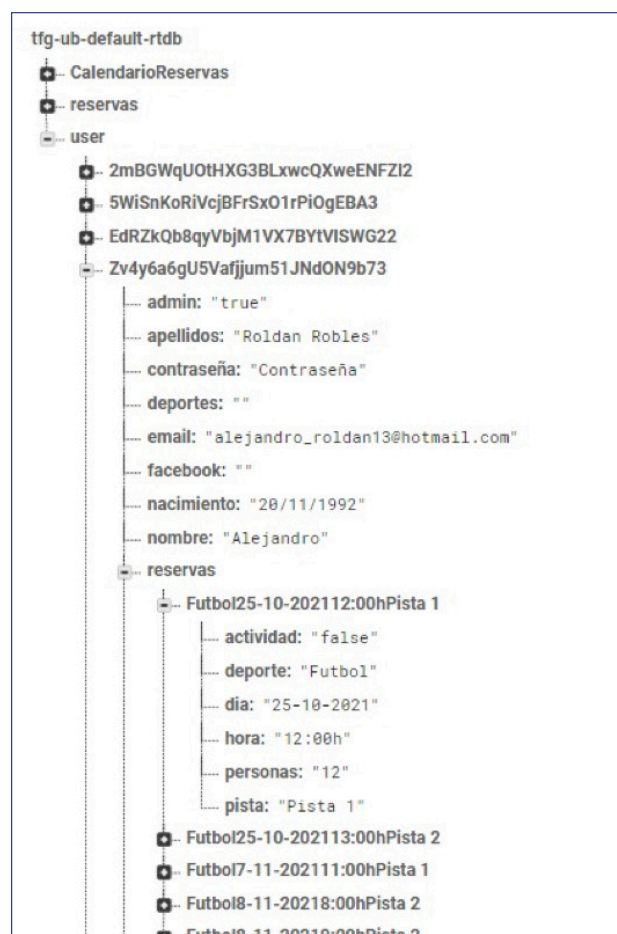 tfg-ub-default-rtdb
CalendarioReservas
reservas
user
2mBGWqUOtHXG3BLxwcQXweENFZI2
5WiSnKoRiVcjBFrSxO1rPiOgEBA3
EdRZkQb8qyVbjM1VX7BYtVISWG22
Zv4y6a6gU5Vafjjum51JNdON9b73
admin: "true"
apellidos: "Roldan Robles"
contraseña: "Contraseña"
deportes: ""
email: "alejandro_roldan13@hotmail.com"
facebook: ""
nacimiento: "20/11/1992"
nombre: "Alejandro"
reservas
Futbol25-10-202112:00hPista 1
actividad: "false"
deporte: "Futbol"
dia: "25-10-2021"
hora: "12:00h"
personas: "12"
pista: "Pista 1"
Futbol25-10-202113:00hPista 2
Futbol7-11-202111:00hPista 1
Futbol8-11-20218:00hPista 2